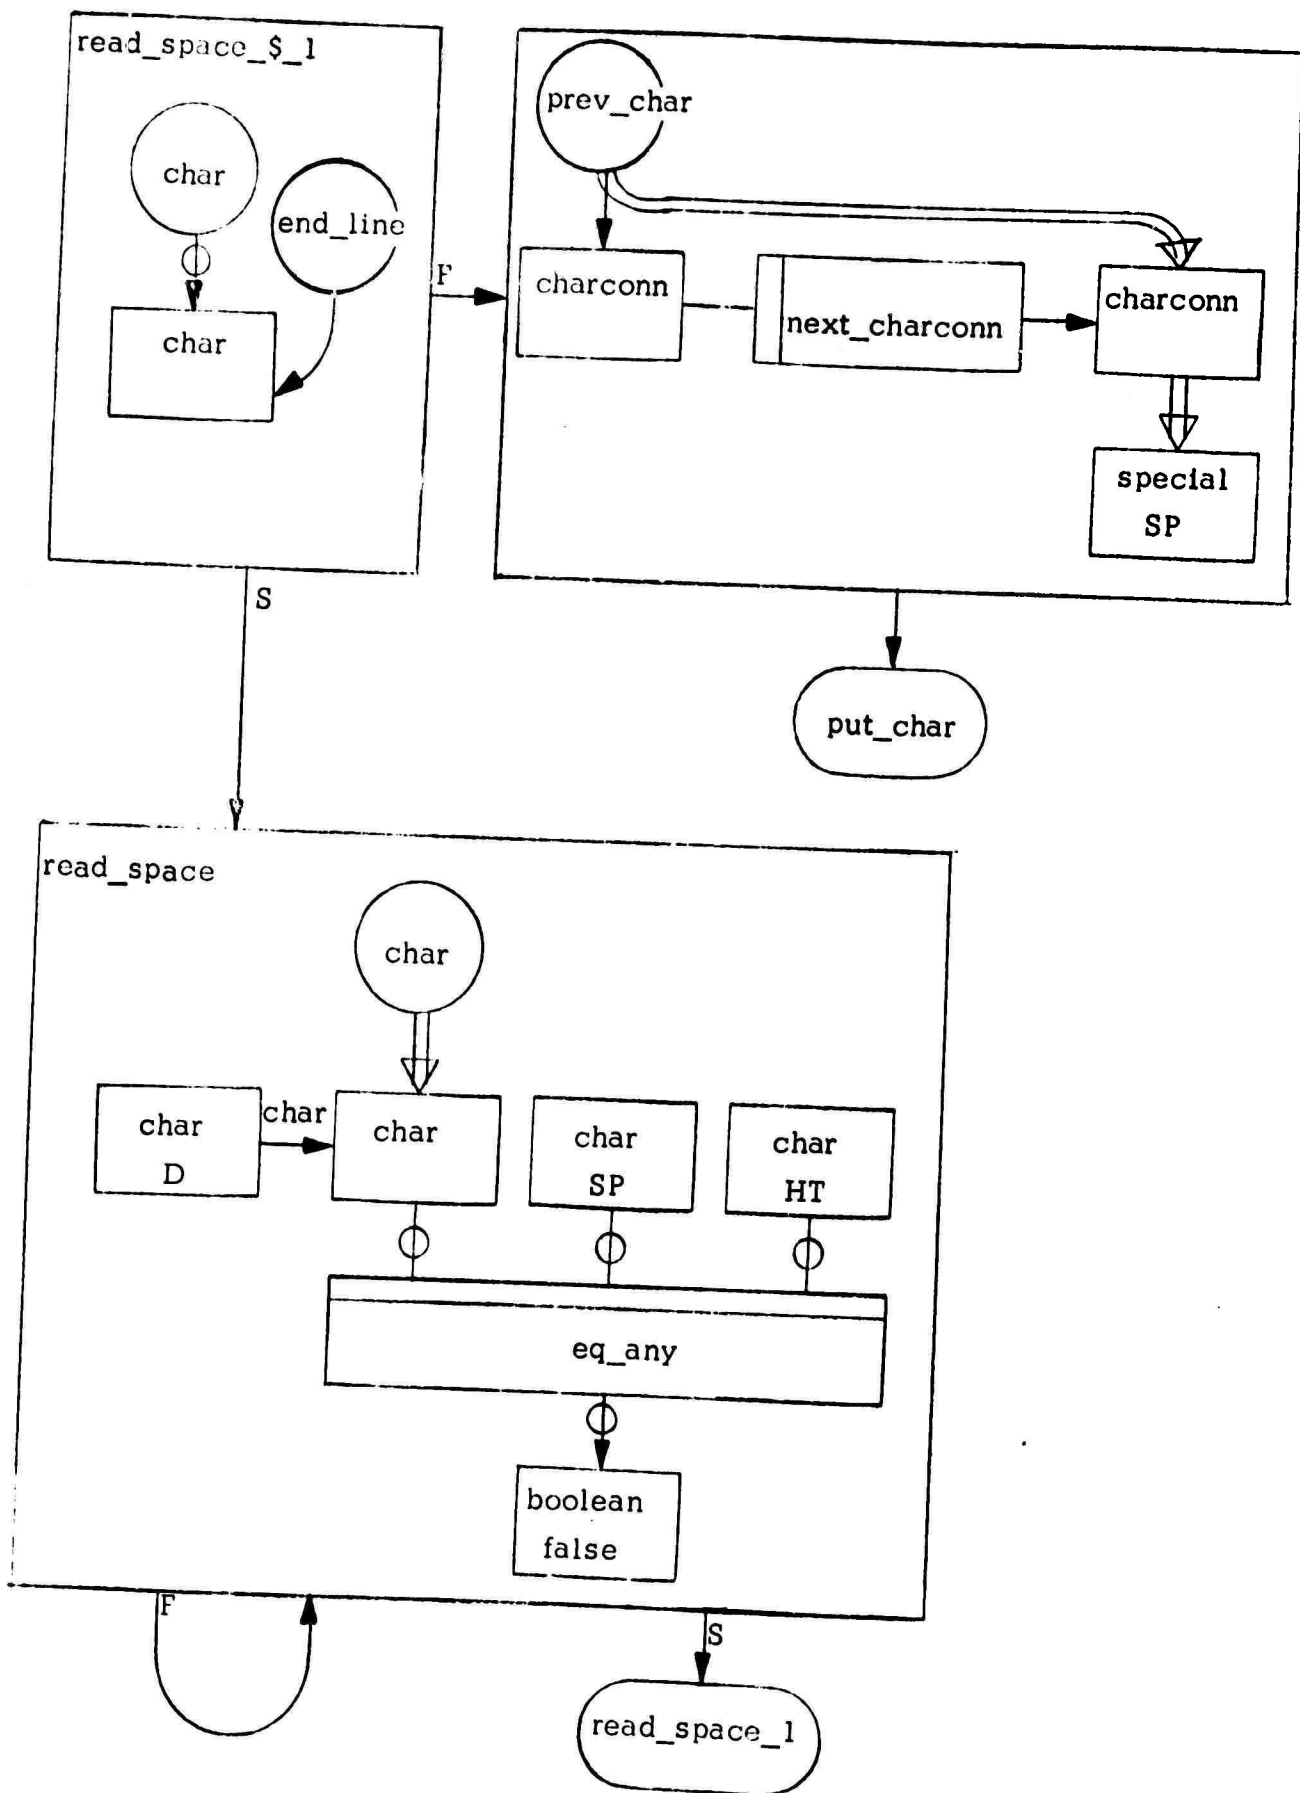 read_space_$_1
char
end_line
char
F
prev_char
charconn
next_charconn
charconn
special
SP
S
put_char
read_space
char
char
D
char
char
char
SP
char
HT
eq_any
boolean
false
F
S
read_space_1